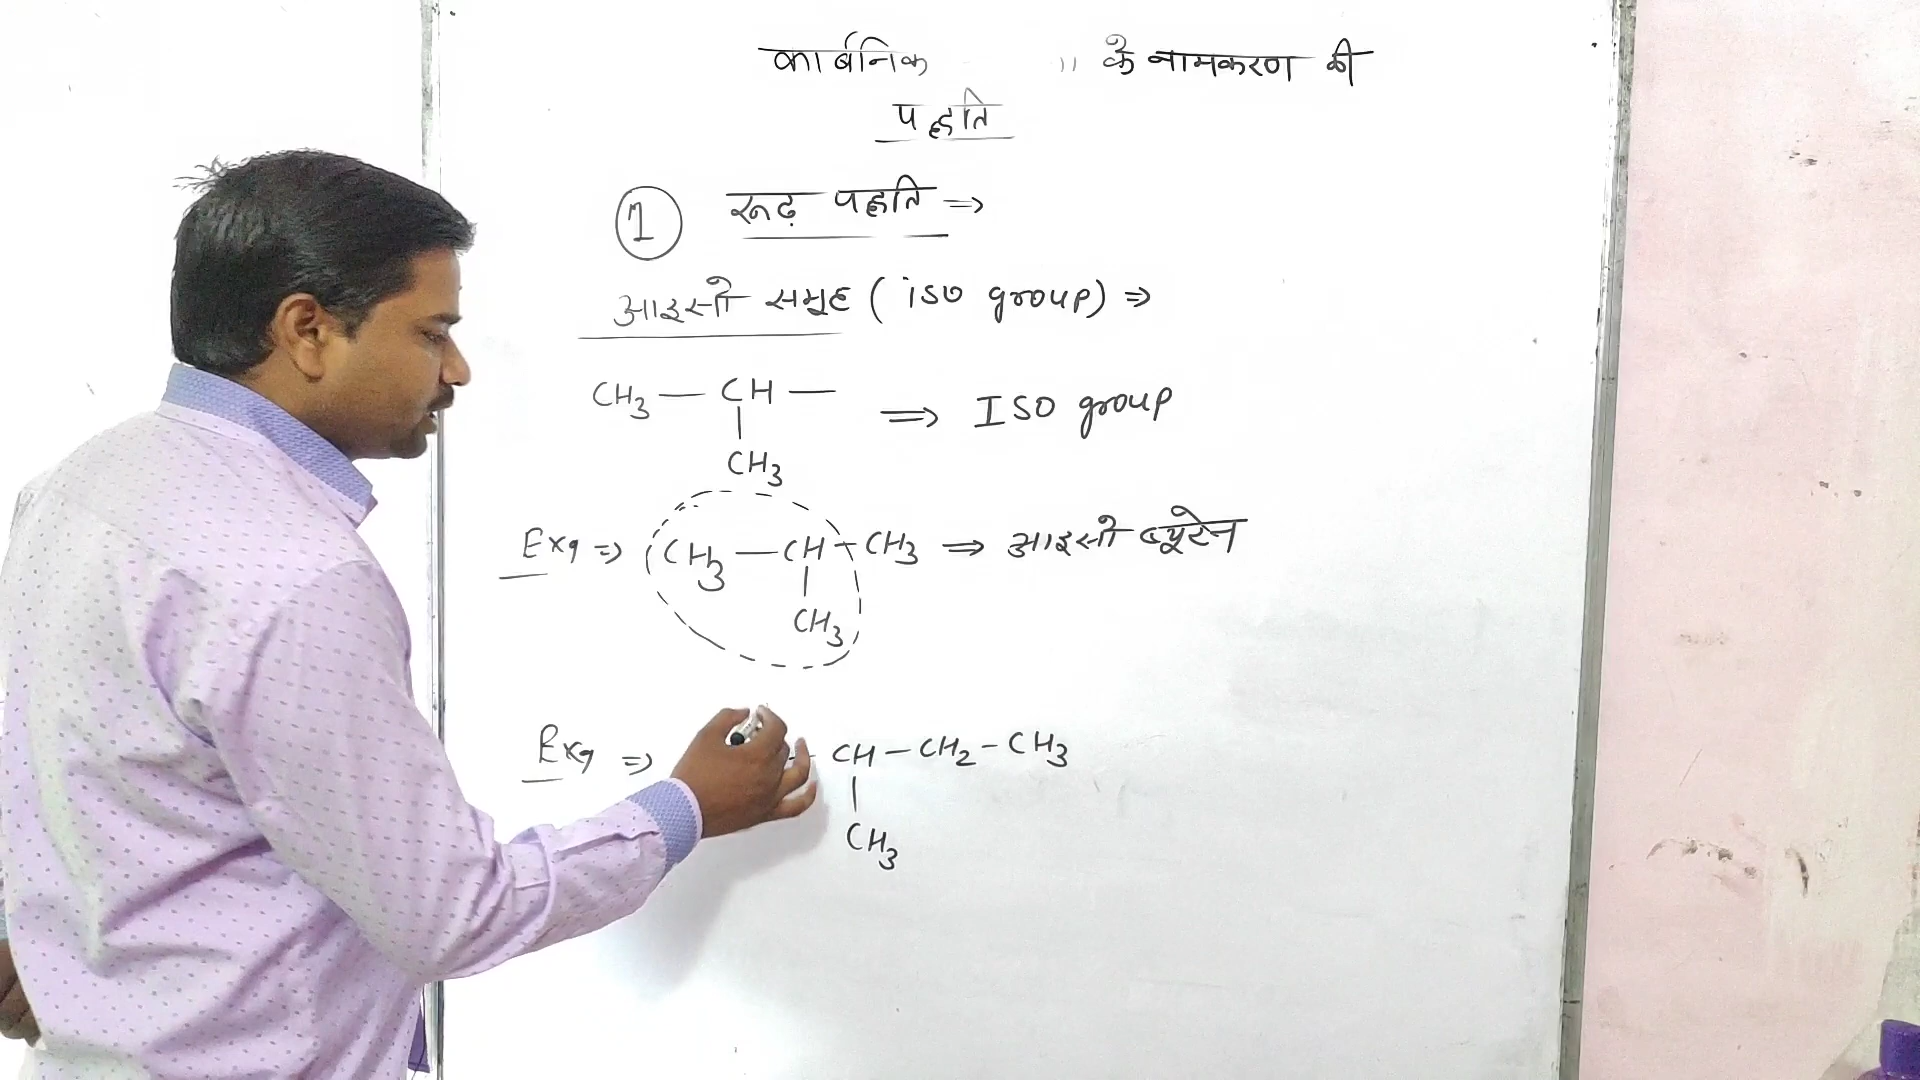 कार्बनिक के नामकरण की
पद्धति
1 रूढ़ पद्धति ⇒
आइसो समूह ( iso group) ⇒
CH3 — CH —
|
CH3
⇒ ISO group
Exq ⇒ CH3 — CH — CH3 ⇒ आइसो ब्यूटेन
|
CH3
Exq ⇒ CH — CH2 — CH3
|
CH3